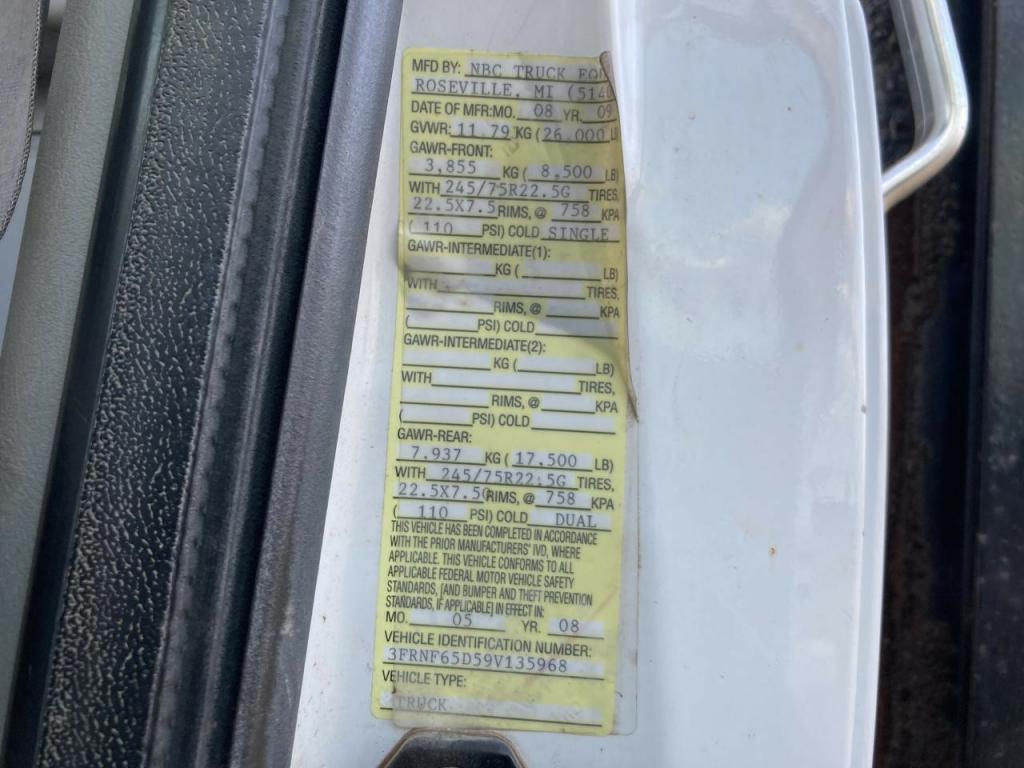 MFD BY: NBC TRUCK EQU
ROSEVILLE, MI (514
DATE OF MFR:MO. 08 YR. 09
GVWR: 11.79 KG ( 26,000 LB
GAWR-FRONT:
3,855 KG ( 8,500 LB)
WITH 245/75R22.5G TIRES,
22.5X7.5 RIMS, @ 758 KPA
( 110 PSI) COLD SINGLE
GAWR-INTERMEDIATE(1):
KG ( LB)
WITH TIRES,
RIMS, @ KPA
( PSI) COLD
GAWR-INTERMEDIATE(2):
KG ( LB)
WITH TIRES,
RIMS, @ KPA
( PSI) COLD
GAWR-REAR:
7.937 KG ( 17,500 LB)
WITH 245/75R22.5G TIRES,
22.5X7.50 RIMS, @ 758 KPA
( 110 PSI) COLD DUAL
THIS VEHICLE HAS BEEN COMPLETED IN ACCORDANCE
WITH THE PRIOR MANUFACTURERS' IVD, WHERE
APPLICABLE. THIS VEHICLE CONFORMS TO ALL
APPLICABLE FEDERAL MOTOR VEHICLE SAFETY
STANDARDS, [AND BUMPER AND THEFT PREVENTION
STANDARDS, IF APPLICABLE] IN EFFECT IN:
MO. 05 YR. 08
VEHICLE IDENTIFICATION NUMBER:
3FRNF65D59V135968
VEHICLE TYPE:
TRUCK